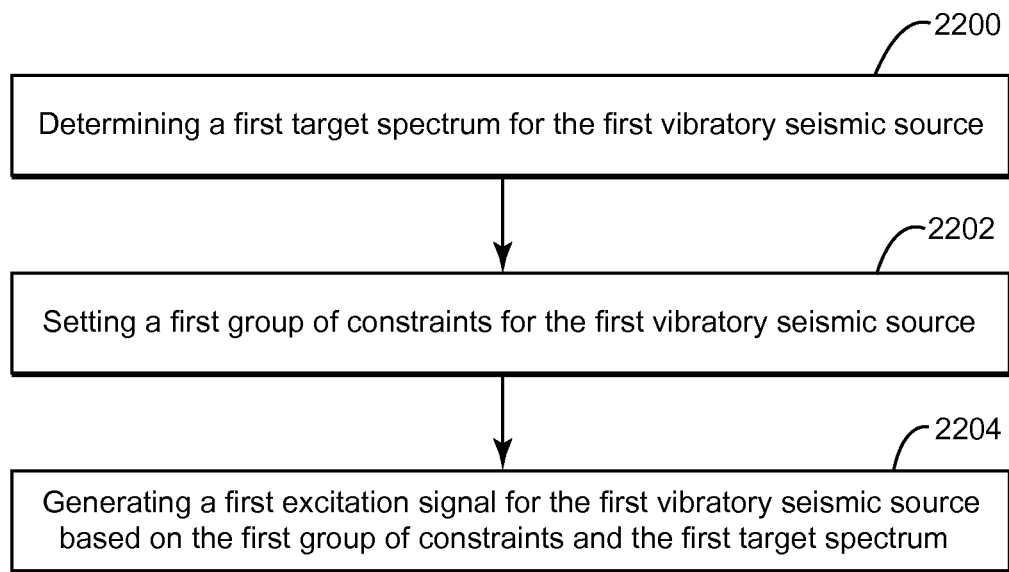 2200
Determining a first target spectrum for the first vibratory seismic source
2202
Setting a first group of constraints for the first vibratory seismic source
2204
Generating a first excitation signal for the first vibratory seismic source
based on the first group of constraints and the first target spectrum